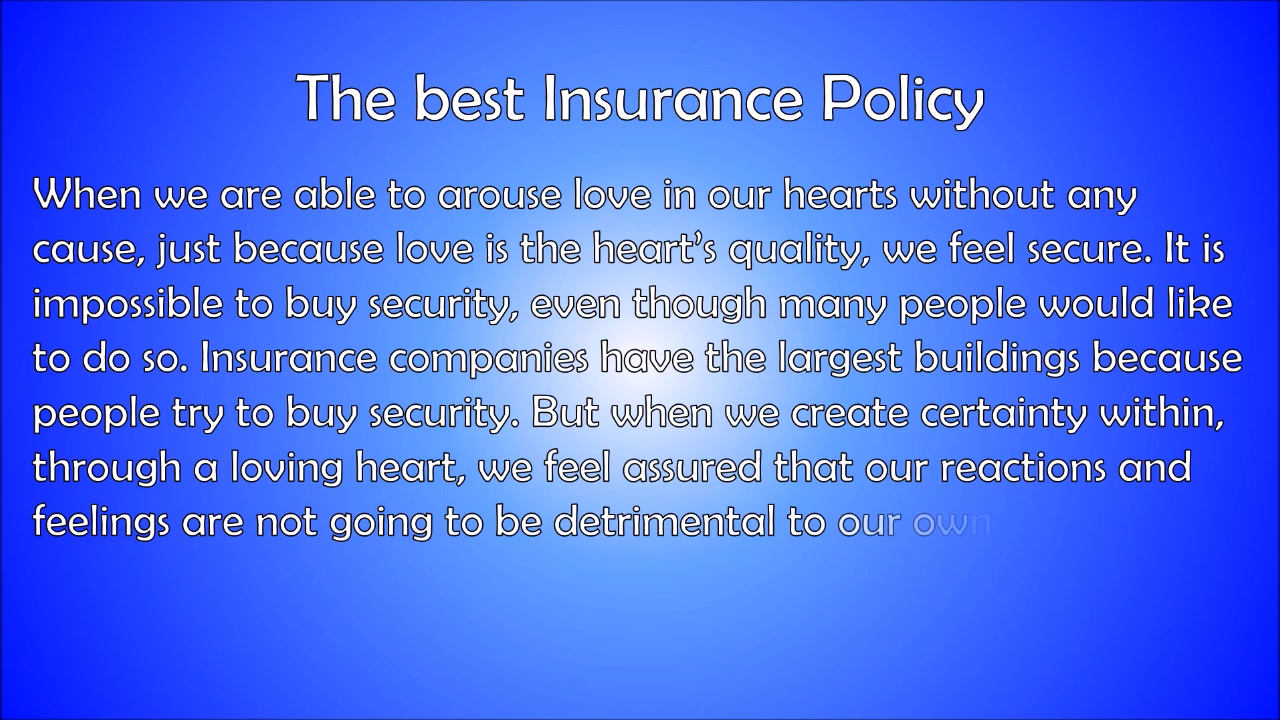 The best Insurance Policy
When we are able to arouse love in our hearts without any
cause, just because love is the heart’s quality, we feel secure. It is
impossible to buy security, even though many people would like
to do so. Insurance companies have the largest buildings because
people try to buy security. But when we create certainty within,
through a loving heart, we feel assured that our reactions and
feelings are not going to be detrimental to our own